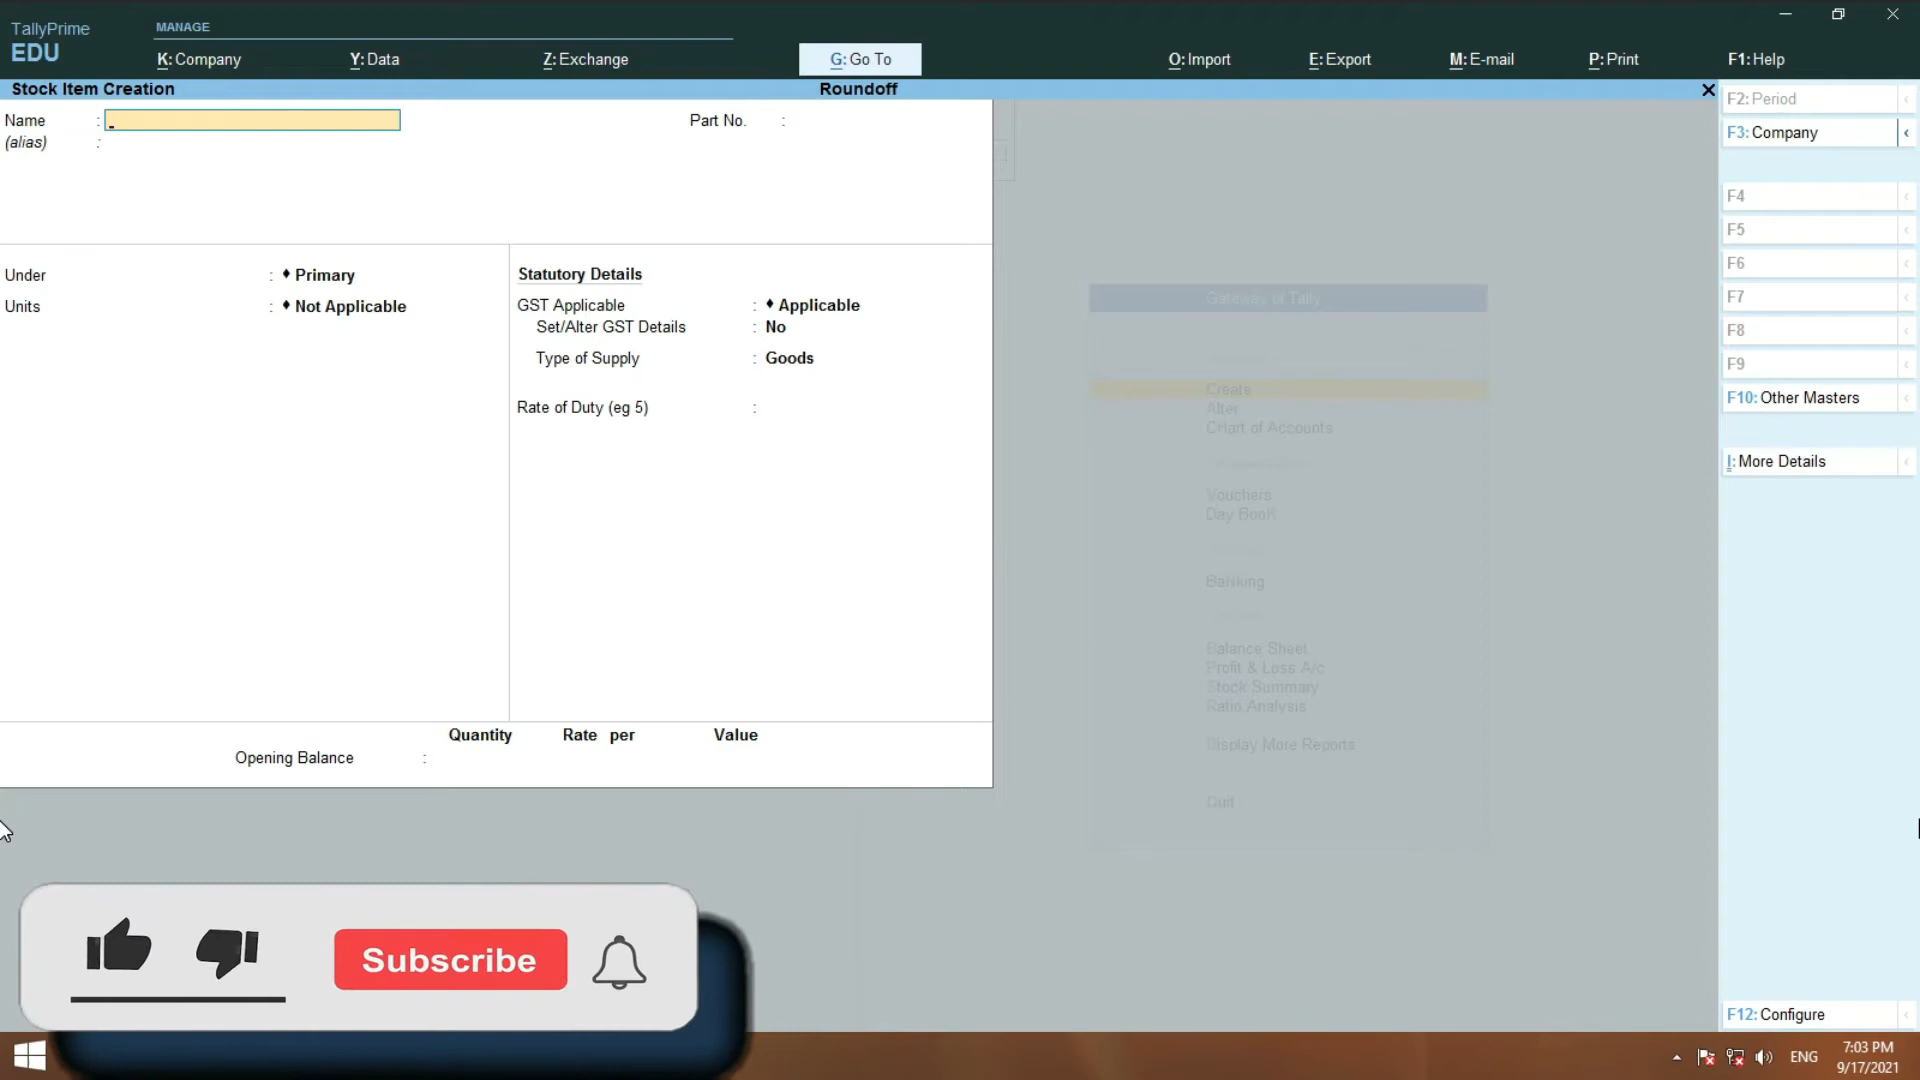 TallyPrime
EDU
MANAGE
K: Company
Y: Data
Z: Exchange
G: Go To
O: Import
E: Export
M: E-mail
P: Print
F1: Help
Stock Item Creation
Roundoff
Name :
(alias) :
Part No. :
Under : ♦ Primary
Units : ♦ Not Applicable
Statutory Details
GST Applicable : ♦ Applicable
Set/Alter GST Details : No
Type of Supply : Goods
Rate of Duty (eg 5) :
Quantity Rate per Value
Opening Balance :
Gateway of Tally
Create
Alter
CHart of Accounts
Vouchers
Day BooK
BaNking
Balance Sheet
Profit & Loss A/c
Stock Summary
Ratio Analysis
Display More Reports
Quit
F2: Period
F3: Company
F4
F5
F6
F7
F8
F9
F10: Other Masters
I: More Details
F12: Configure
Subscribe
ENG
7:03 PM
9/17/2021